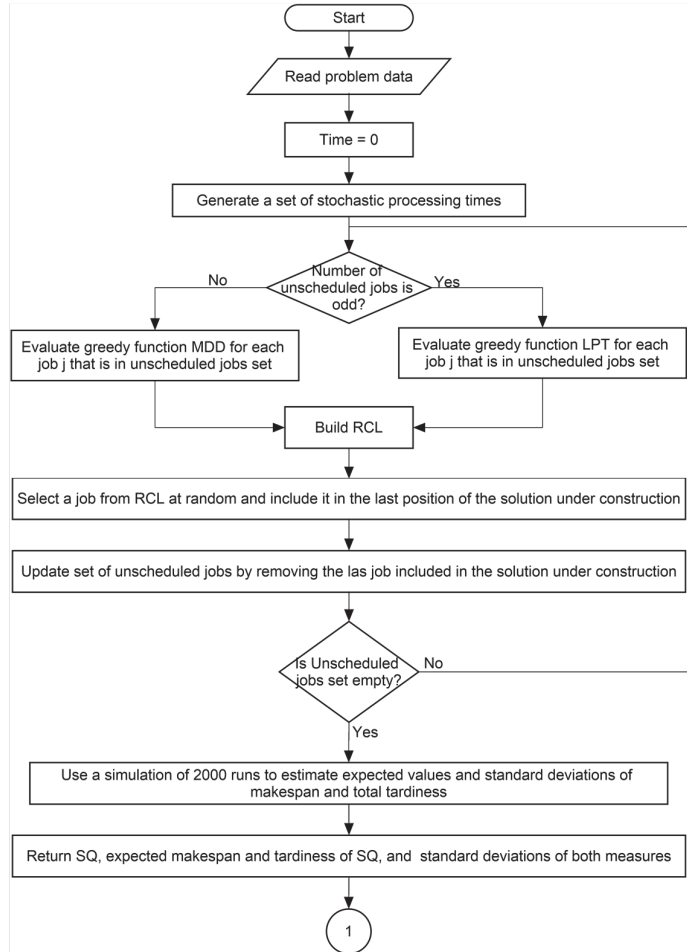 Start
Read problem data
Time = 0
Generate a set of stochastic processing times
Number of
unscheduled jobs is
odd?
No
Yes
Evaluate greedy function MDD for each
job j that is in unscheduled jobs set
Evaluate greedy function LPT for each
job j that is in unscheduled jobs set
Build RCL
Select a job from RCL at random and include it in the last position of the solution under construction
Update set of unscheduled jobs by removing the las job included in the solution under construction
Is Unscheduled
jobs set empty?
No
Yes
Use a simulation of 2000 runs to estimate expected values and standard deviations of
makespan and total tardiness
Return SQ, expected makespan and tardiness of SQ, and standard deviations of both measures
1